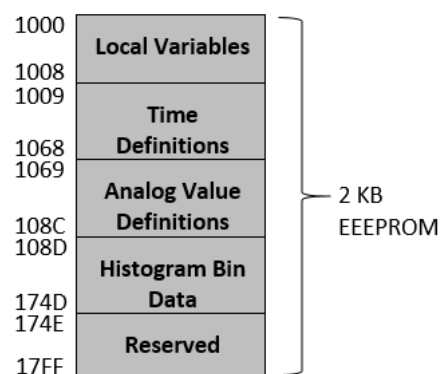 1000
Local Variables
1008
1009
Time
Definitions
1068
1069
Analog Value
Definitions
108C
108D
Histogram Bin
Data
174D
174E
Reserved
17FF
2 KB
EEEPROM